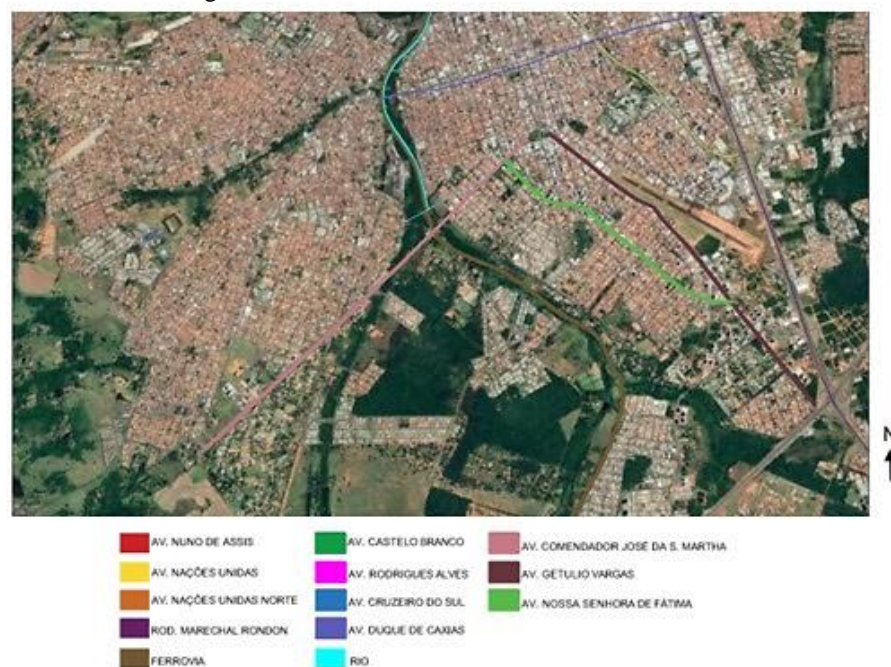 N
AV. NUNO DE ASSIS
AV. NAÇÕES UNIDAS
AV. NAÇÕES UNIDAS NORTE
ROD. MARECHAL RONDON
FERROVIA
AV. CASTELO BRANCO
AV. RODRIGUES ALVES
AV. CRUZEIRO DO SUL
AV. DUQUE DE CAXIAS
RIO
AV. COMENDADOR JOSÉ DA S. MARTHA
AV. GETULIO VARGAS
AV. NOSSA SENHORA DE FÁTIMA